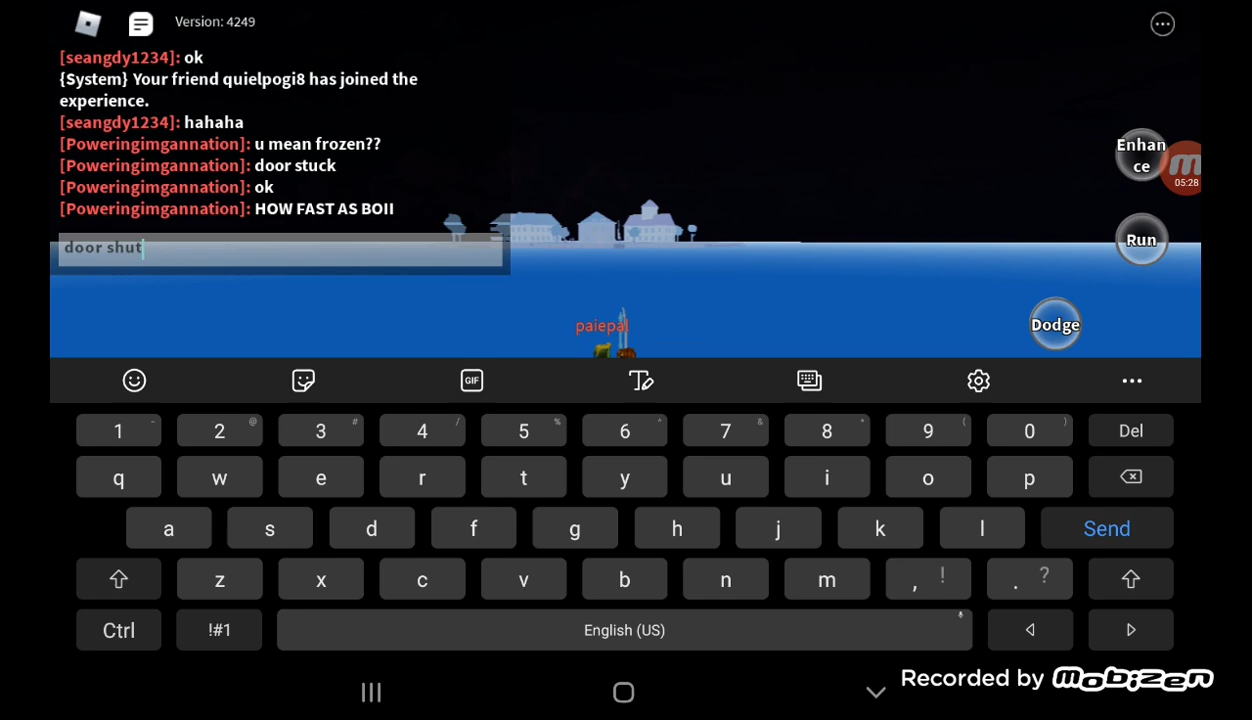 Version: 4249
[seangdy1234]: ok
{System} Your friend quielpogi8 has joined the
experience.
[seangdy1234]: hahaha
[Poweringimgannation]: u mean frozen??
[Poweringimgannation]: door stuck
[Poweringimgannation]: ok
[Poweringimgannation]: HOW FAST AS BOII
door shut
Enhan
ce
05:28
Run
Dodge
paiepal
GIF
1 - 2 @ 3 # 4 / 5 % 6 ^ 7 & 8 * 9 ( 0 ) Del
q w e r t y u i o p
a s d f g h j k l Send
z x c v b n m , ! . ?
Ctrl !#1 English (US)
Recorded by mobizen